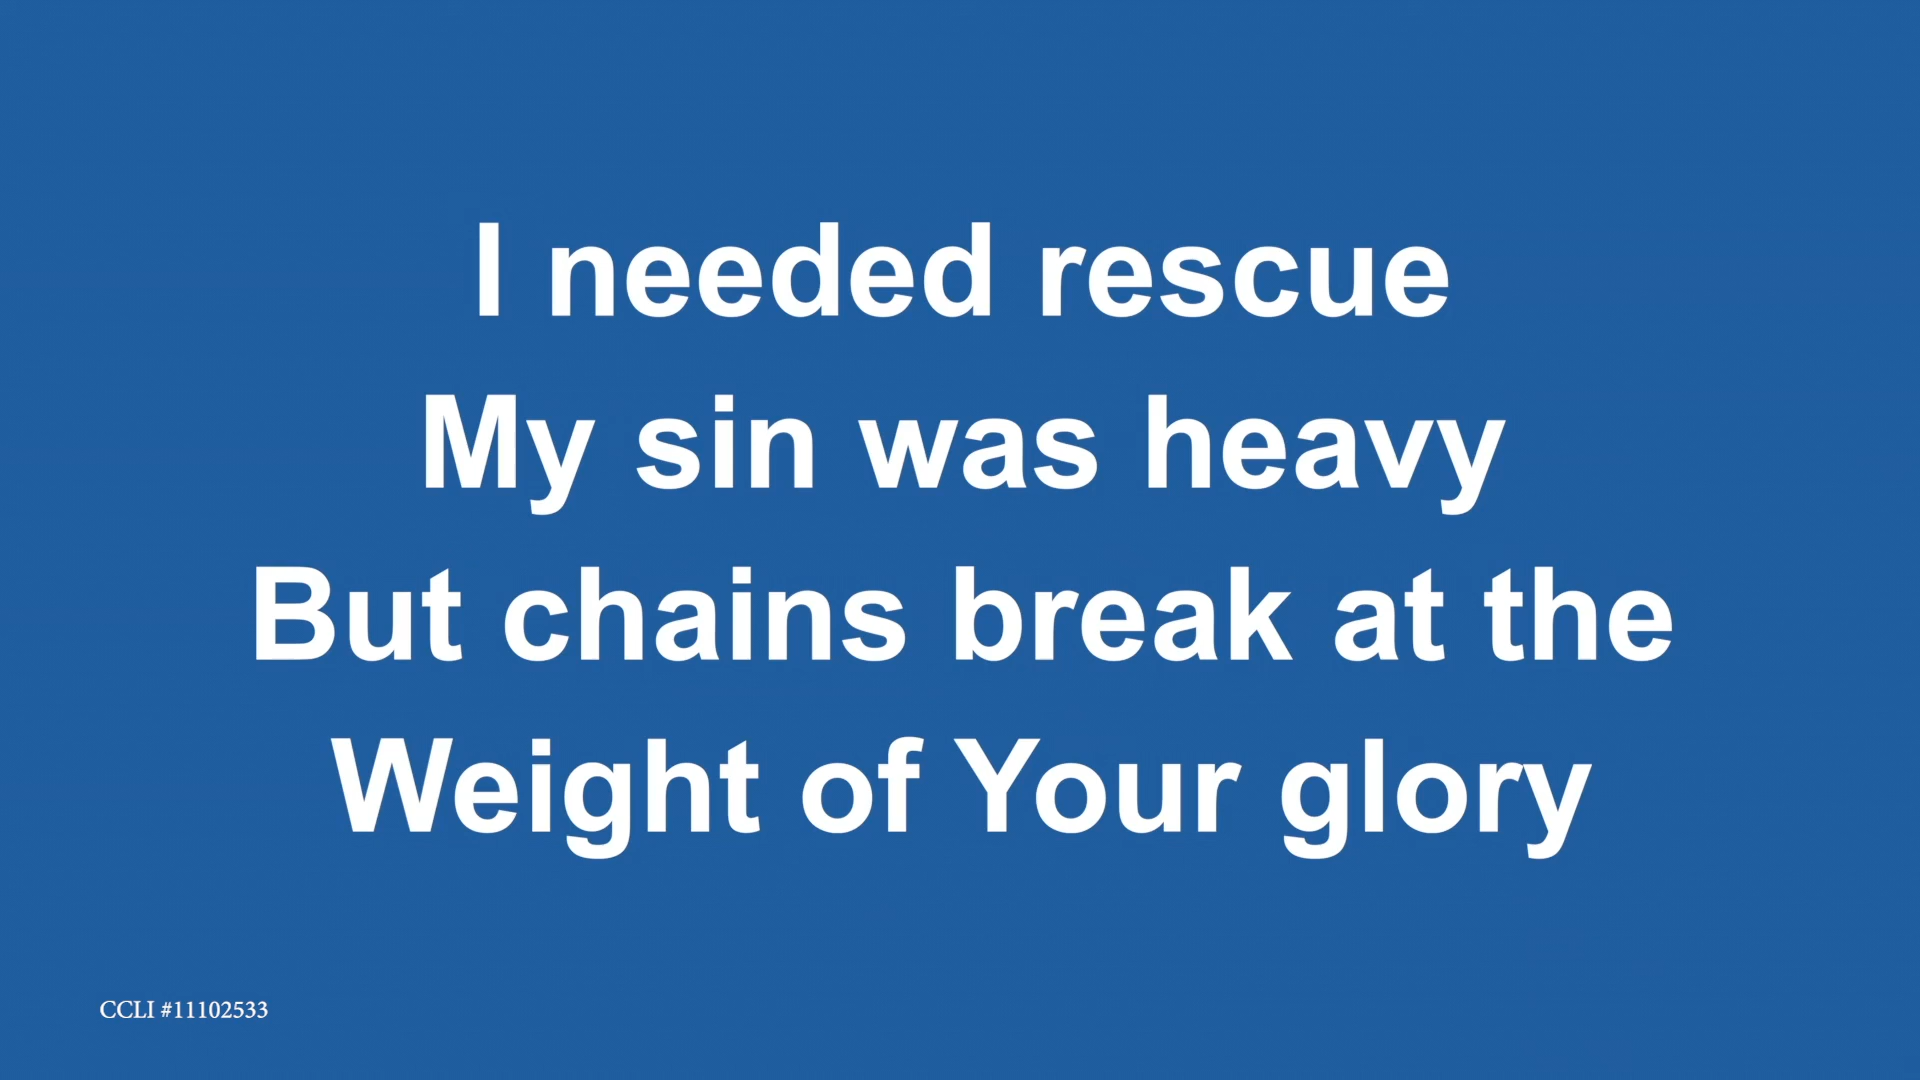 I needed rescue
My sin was heavy
But chains break at the
Weight of Your glory
CCLI #11102533